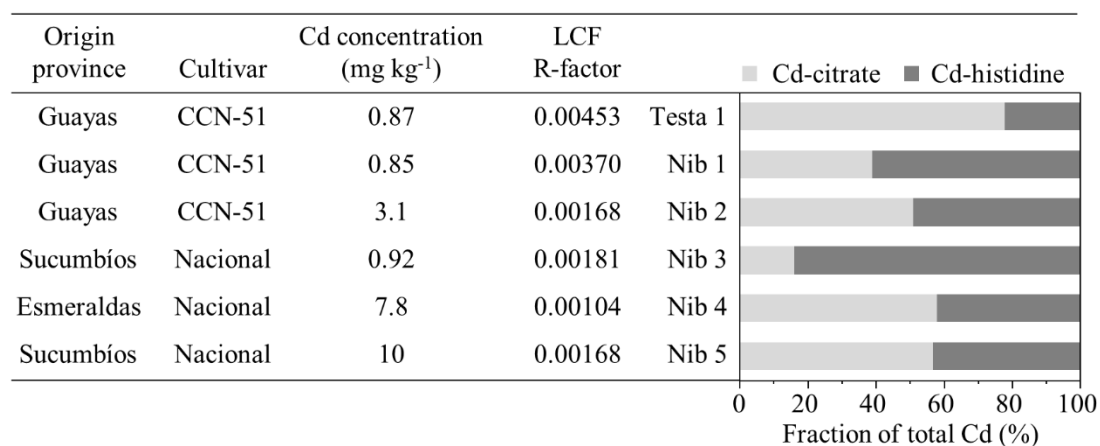 Origin province Cultivar Cd concentration (mg kg-1) LCF R-factor Cd-citrate Cd-histidine
Guayas CCN-51 0.87 0.00453 Testa 1
Guayas CCN-51 0.85 0.00370 Nib 1
Guayas CCN-51 3.1 0.00168 Nib 2
Sucumbíos Nacional 0.92 0.00181 Nib 3
Esmeraldas Nacional 7.8 0.00104 Nib 4
Sucumbíos Nacional 10 0.00168 Nib 5
0 20 40 60 80 100
Fraction of total Cd (%)